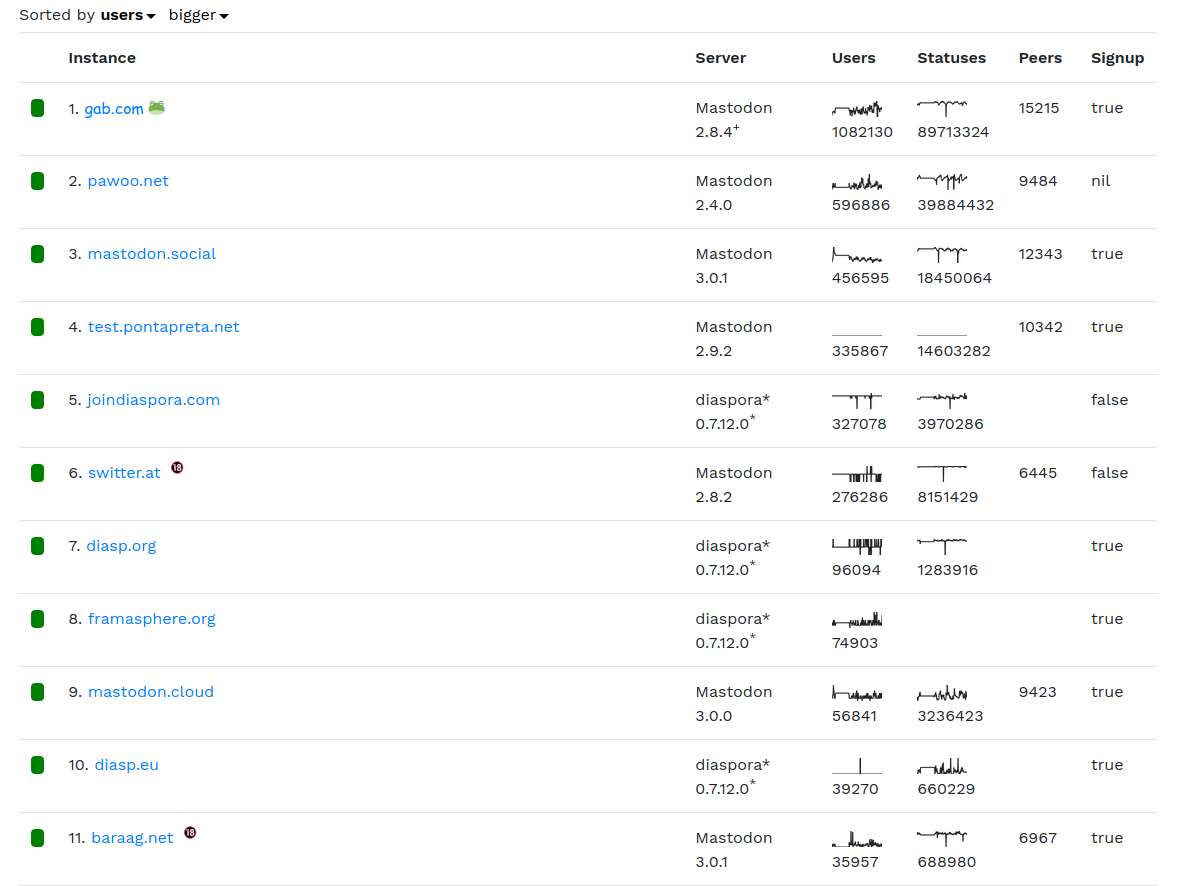 Sorted by users bigger
Instance Server Users Statuses Peers Signup
1. gab.com Mastodon 15215 true
2.8.4+ 1082130 89713324
2. pawoo.net Mastodon 9484 nil
2.4.0 596886 39884432
3. mastodon.social Mastodon 12343 true
3.0.1 456595 18450064
4. test.pontapreta.net Mastodon 10342 true
2.9.2 335867 14603282
5. joindiaspora.com diaspora* false
0.7.12.0* 327078 3970286
6. switter.at 18 Mastodon 6445 false
2.8.2 276286 8151429
7. diasp.org diaspora* true
0.7.12.0* 96094 1283916
8. framasphere.org diaspora* true
0.7.12.0* 74903
9. mastodon.cloud Mastodon 9423 true
3.0.0 56841 3236423
10. diasp.eu diaspora* true
0.7.12.0* 39270 660229
11. baraag.net 18 Mastodon 6967 true
3.0.1 35957 688980